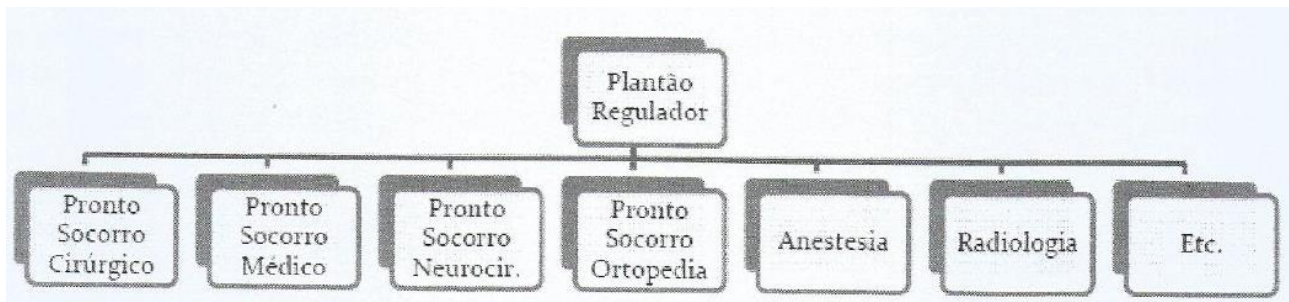 Plantão
Regulador
Pronto
Socorro
Cirúrgico
Pronto
Socorro
Médico
Pronto
Socorro
Neurocir.
Pronto
Socorro
Ortopedia
Anestesia
Radiologia
Etc.